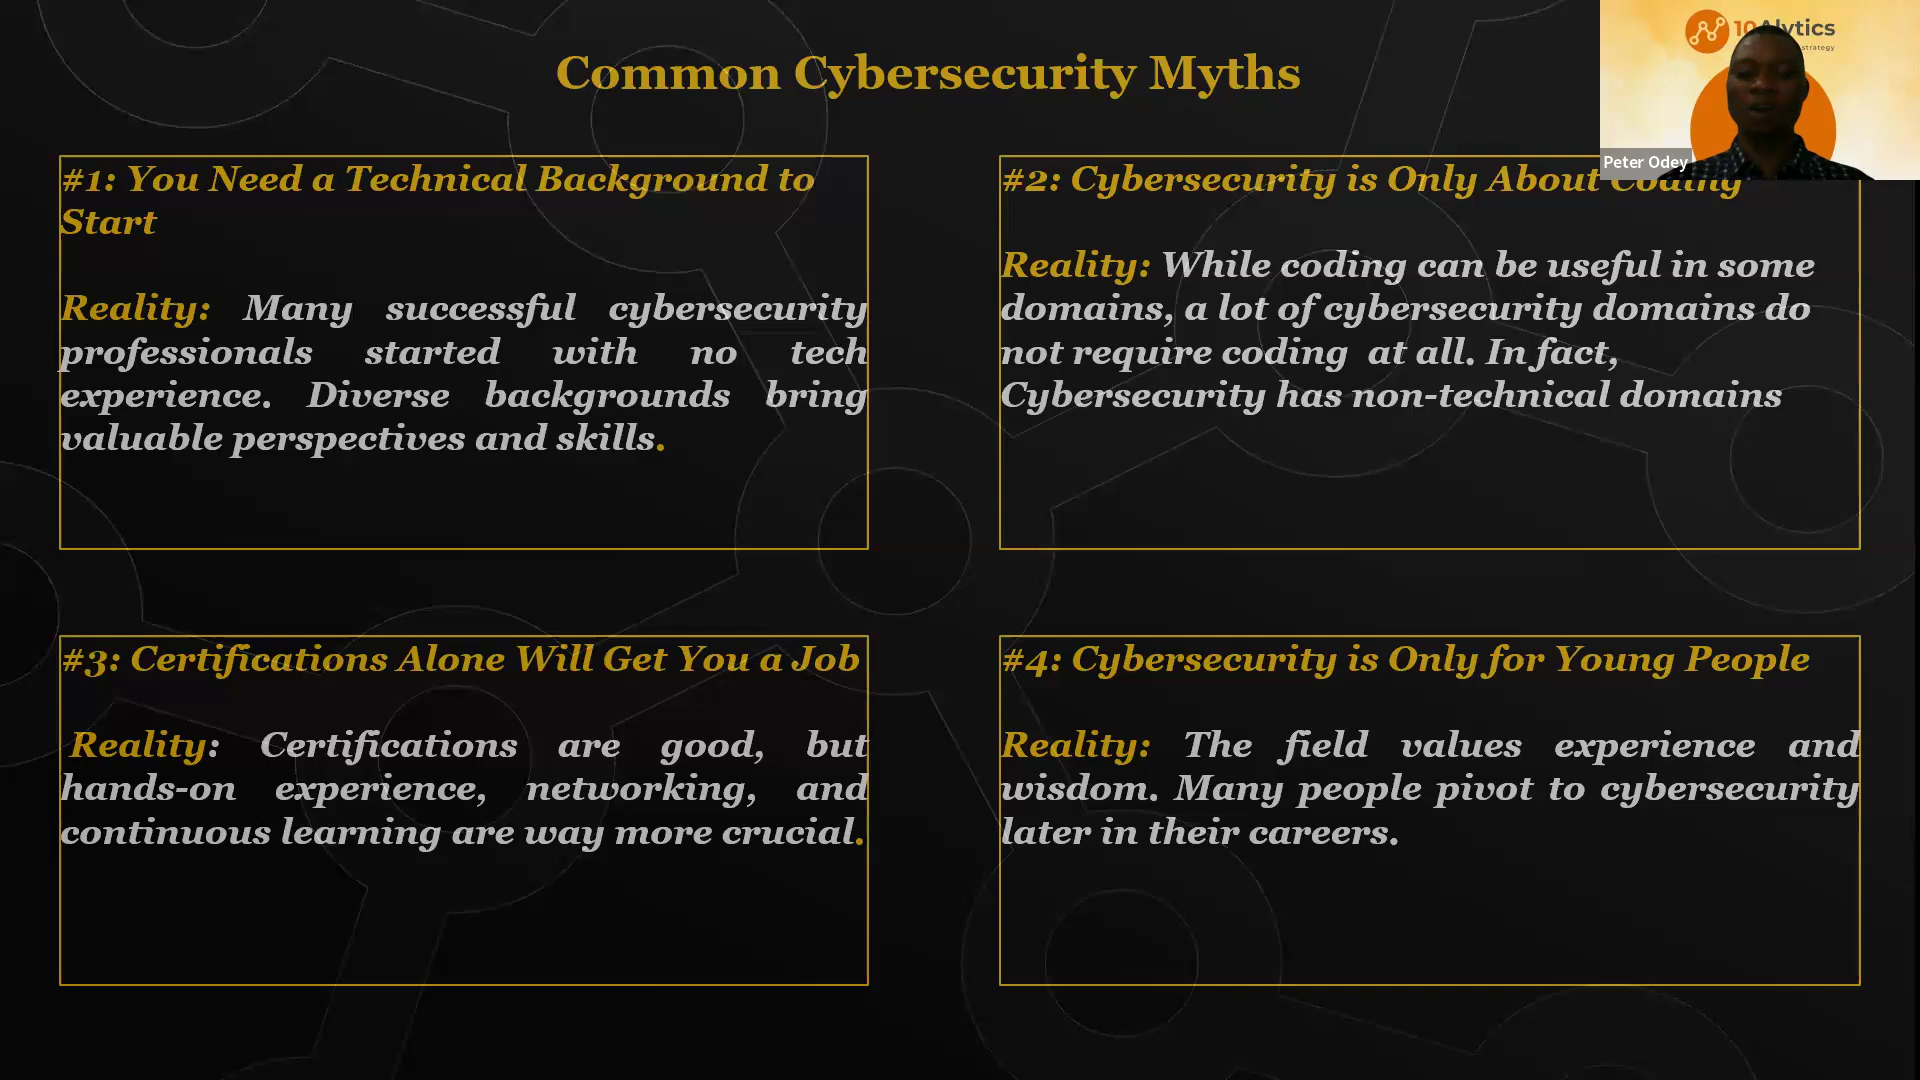 Common Cybersecurity Myths
10Alytics
strategy
Peter Odey
#1: You Need a Technical Background to
Start
Reality: Many successful cybersecurity
professionals started with no tech
experience. Diverse backgrounds bring
valuable perspectives and skills.
#2: Cybersecurity is Only About Coding
Reality: While coding can be useful in some
domains, a lot of cybersecurity domains do
not require coding  at all. In fact,
Cybersecurity has non-technical domains
#3: Certifications Alone Will Get You a Job
Reality: Certifications are good, but
hands-on experience, networking, and
continuous learning are way more crucial.
#4: Cybersecurity is Only for Young People
Reality: The field values experience and
wisdom. Many people pivot to cybersecurity
later in their careers.